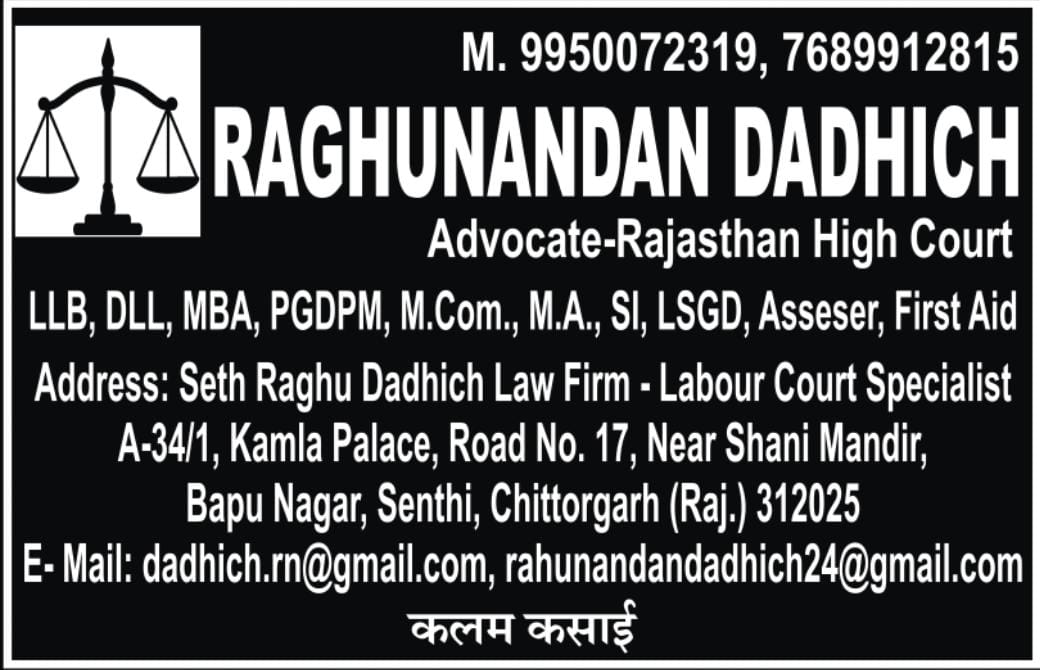 M. 9950072319, 7689912815
RAGHUNANDAN DADHICH
Advocate-Rajasthan High Court
LLB, DLL, MBA, PGDPM, M.Com., M.A., SI, LSGD, Asseser, First Aid
Address: Seth Raghu Dadhich Law Firm - Labour Court Specialist
A-34/1, Kamla Palace, Road No. 17, Near Shani Mandir,
Bapu Nagar, Senthi, Chittorgarh (Raj.) 312025
E- Mail: dadhich.rn@gmail.com, rahunandandadhich24@gmail.com
कलम कसाई